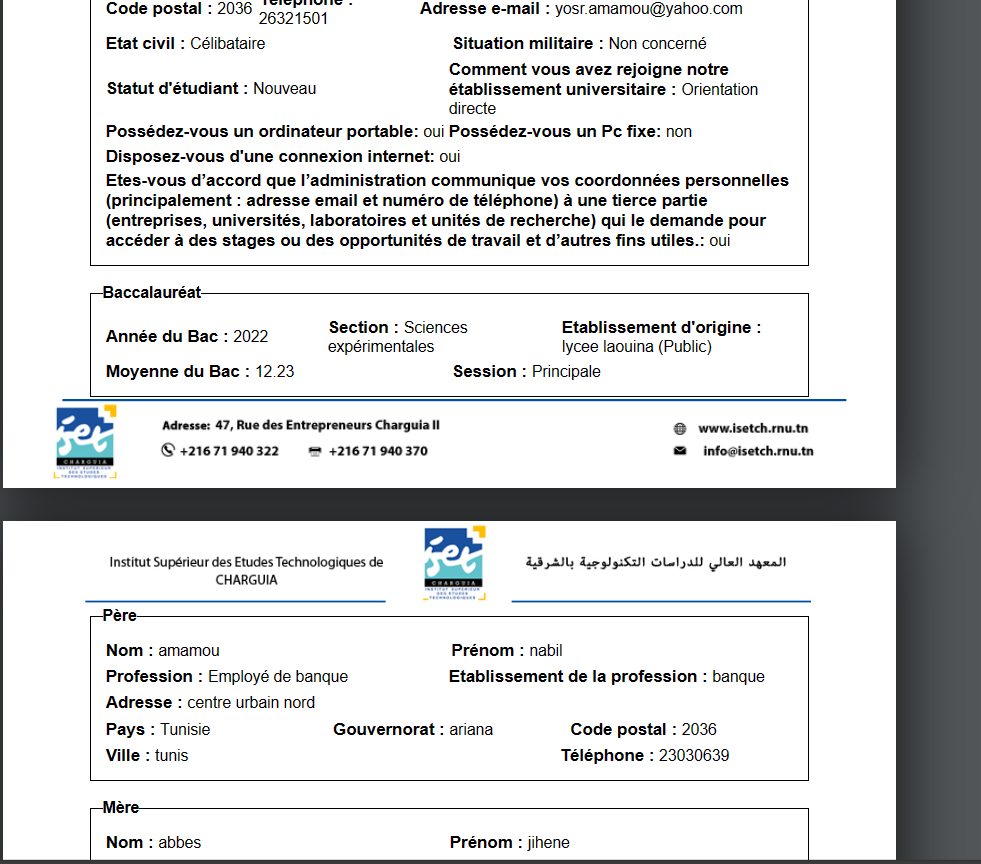 Code postal : 2036 Téléphone :
26321501 Adresse e-mail : yosr.amamou@yahoo.com
Etat civil : Célibataire Situation militaire : Non concerné
Statut d'étudiant : Nouveau
Comment vous avez rejoigne notre
établissement universitaire : Orientation
directe
Possédez-vous un ordinateur portable: oui Possédez-vous un Pc fixe: non
Disposez-vous d'une connexion internet: oui
Etes-vous d’accord que l’administration communique vos coordonnées personnelles
(principalement : adresse email et numéro de téléphone) à une tierce partie
(entreprises, universités, laboratoires et unités de recherche) qui le demande pour
accéder à des stages ou des opportunités de travail et d’autres fins utiles.: oui
Baccalauréat
Année du Bac : 2022
Section : Sciences
expérimentales
Etablissement d'origine :
lycee laouina (Public)
Moyenne du Bac : 12.23 Session : Principale
iset
CHARGUIA
INSTITUT SUPERIEUR
DES ETUDES
TECHNOLOGIQUES
Adresse: 47, Rue des Entrepreneurs Charguia II
+216 71 940 322 +216 71 940 370
www.isetch.rnu.tn
info@isetch.rnu.tn
Institut Supérieur des Etudes Technologiques de
CHARGUIA
iset
CHARGUIA
INSTITUT SUPERIEUR
DES ETUDES
TECHNOLOGIQUES
المعهد العالي للدراسات التكنولوجية بالشرقية
Père
Nom : amamou Prénom : nabil
Profession : Employé de banque Etablissement de la profession : banque
Adresse : centre urbain nord
Pays : Tunisie Gouvernorat : ariana Code postal : 2036
Ville : tunis Téléphone : 23030639
Mère
Nom : abbes Prénom : jihene